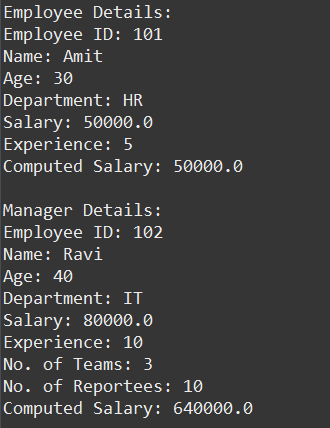 Employee Details:
Employee ID: 101
Name: Amit
Age: 30
Department: HR
Salary: 50000.0
Experience: 5
Computed Salary: 50000.0
Manager Details:
Employee ID: 102
Name: Ravi
Age: 40
Department: IT
Salary: 80000.0
Experience: 10
No. of Teams: 3
No. of Reportees: 10
Computed Salary: 640000.0